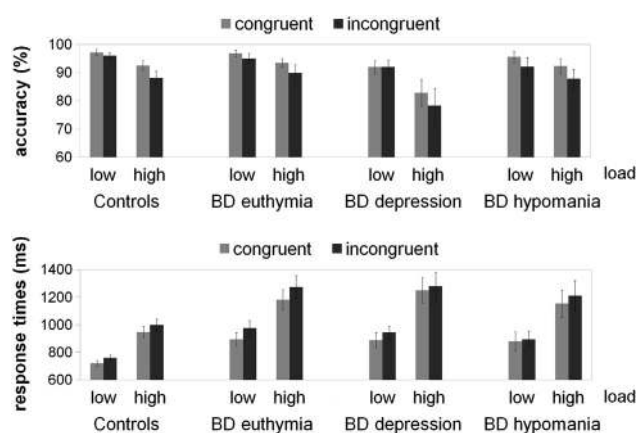 congruent incongruent
accuracy (%)
100
90
80
70
60
low high low high low high low high load
Controls BD euthymia BD depression BD hypomania
congruent incongruent
response times (ms)
1400
1200
1000
800
600
low high low high low high low high load
Controls BD euthymia BD depression BD hypomania